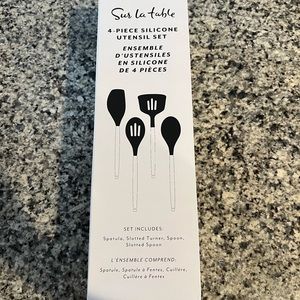 Sur la table
4-PIECE SILICONE
UTENSIL SET
ENSEMBLE
D'USTENSILES
EN SILICONE
DE 4 PIÈCES
SET INCLUDES:
Spatula, Slotted Turner, Spoon,
Slotted Spoon
L'ENSEMBLE COMPREND:
Spatule, Spatule à Fentes, Cuillère,
Cuillère à Fentes